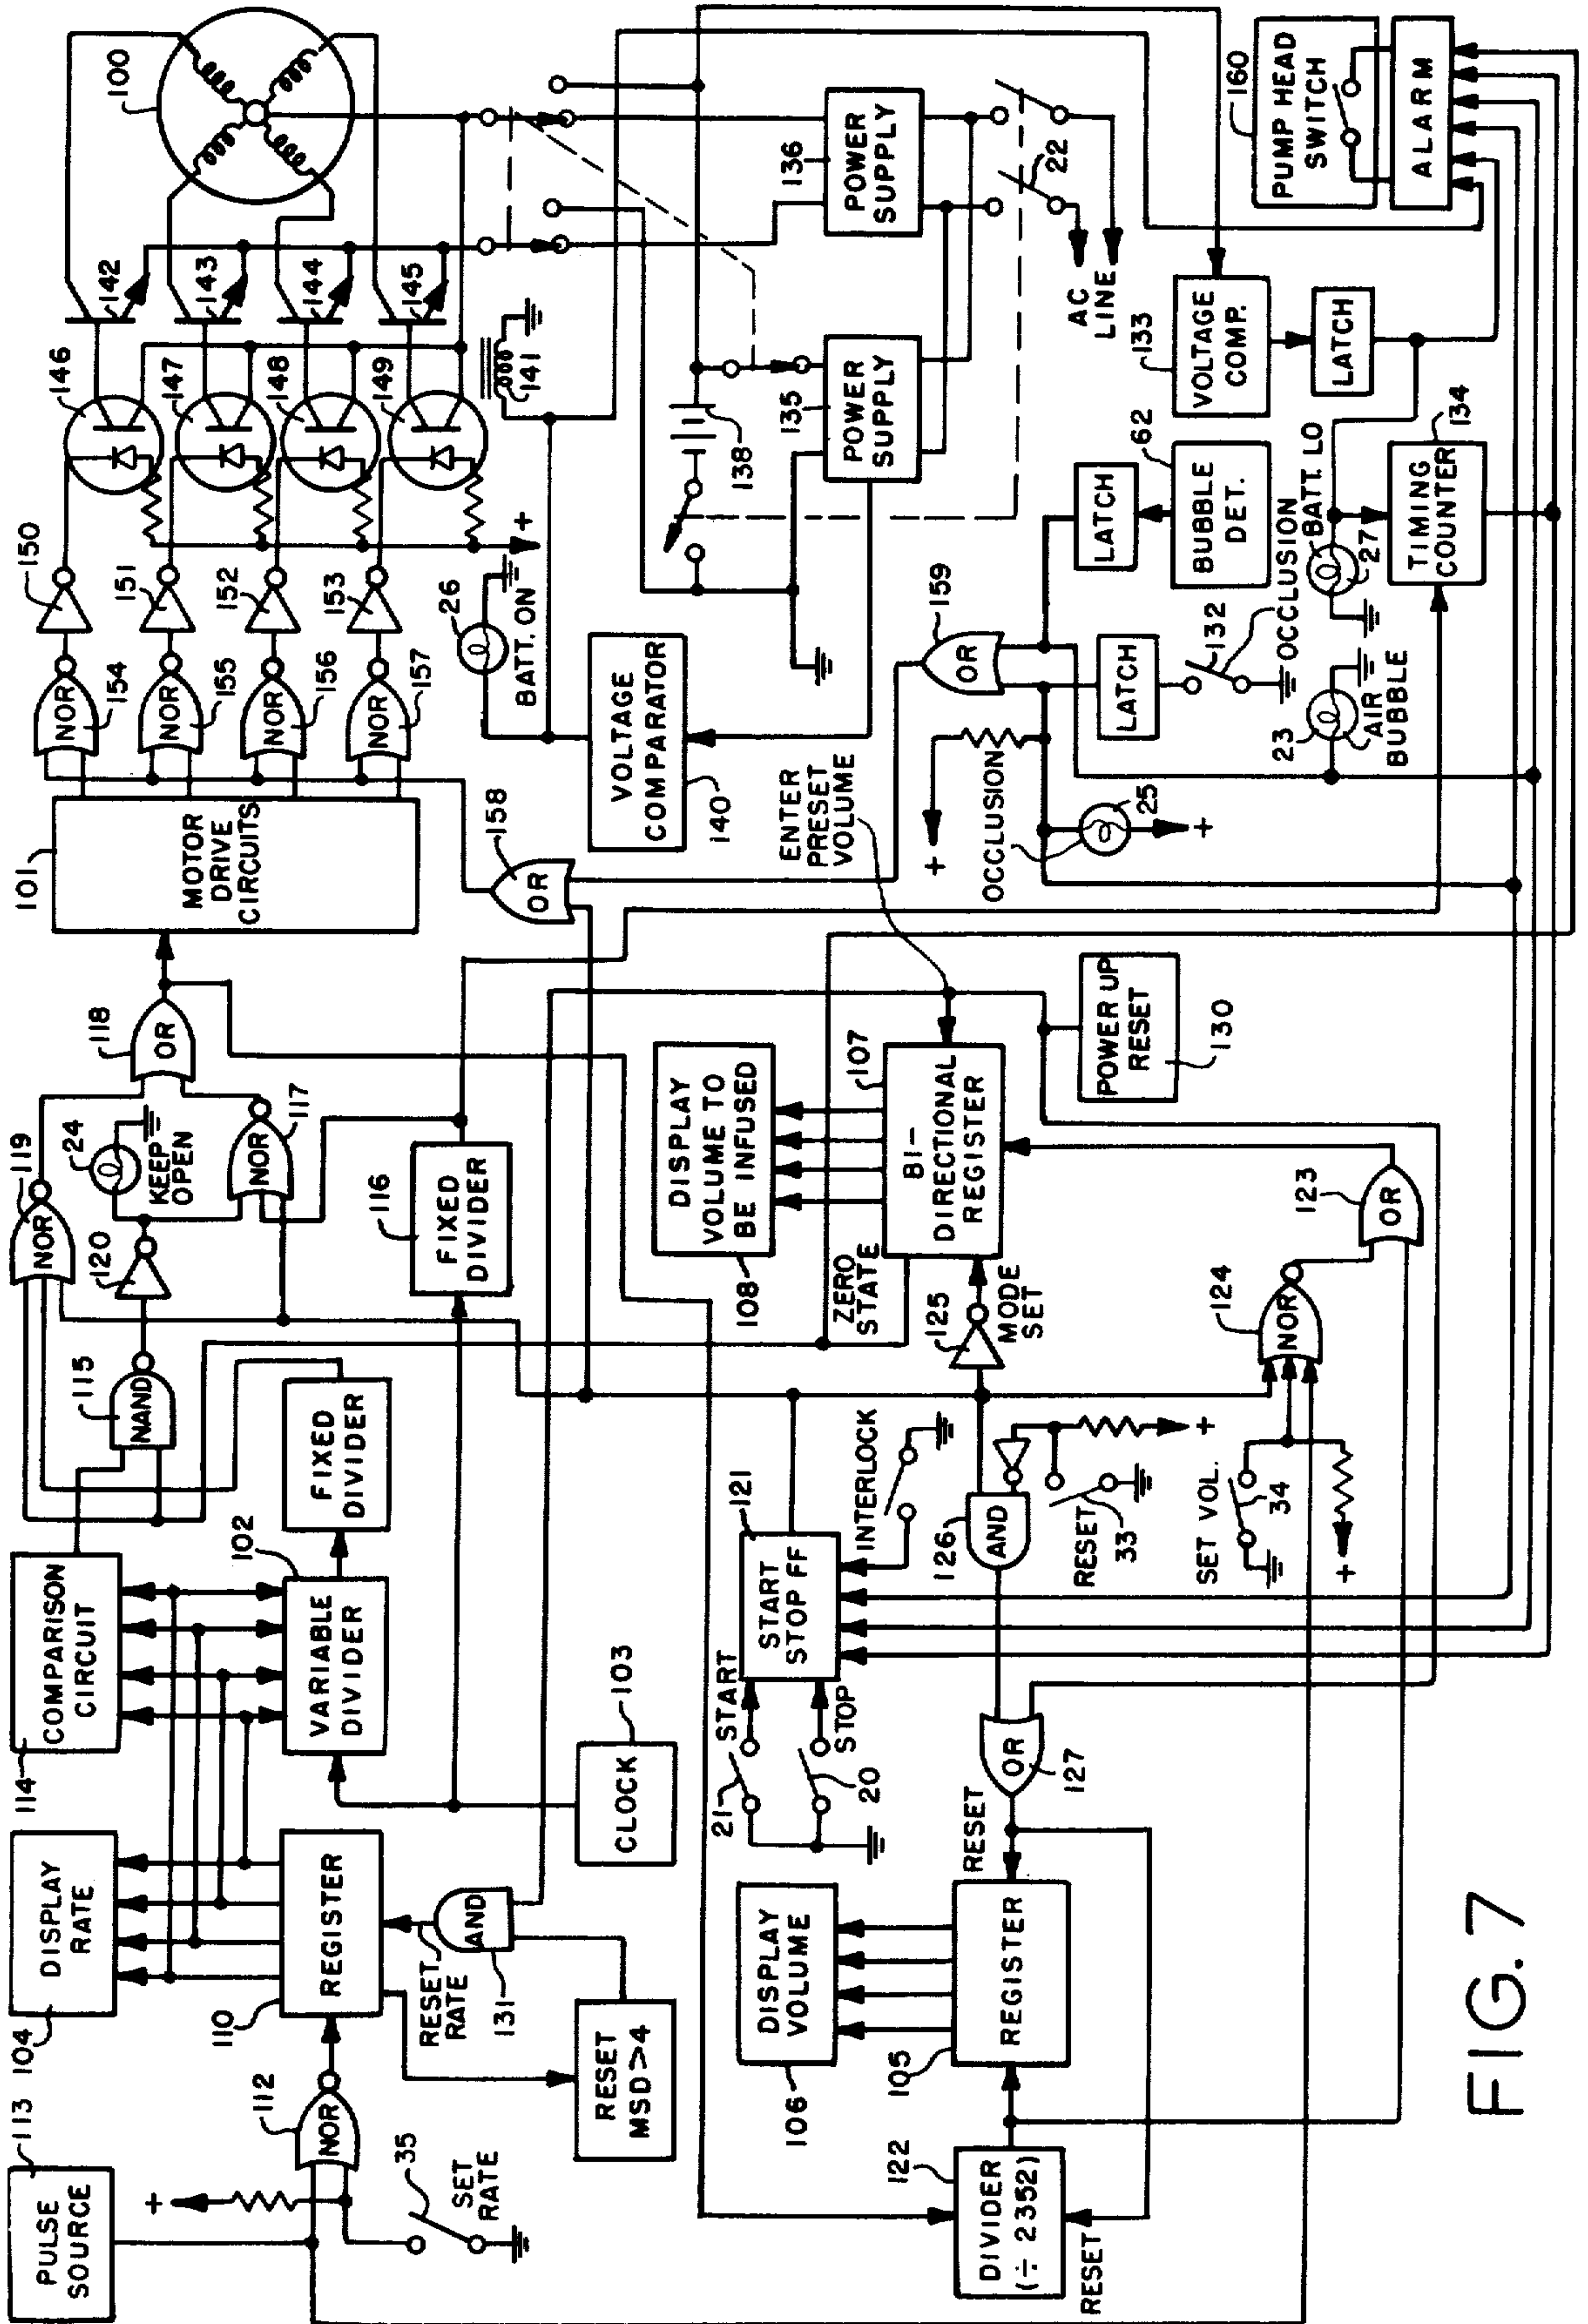 113
PULSE
SOURCE
104
DISPLAY
RATE
114
COMPARISON
CIRCUIT
115
NAND
119
NOR
120
24
KEEP
OPEN
118
OR
NOR
117
101
MOTOR
DRIVE
CIRCUITS
NOR
154
NOR
155
NOR
156
NOR
157
150
151
152
153
146
147
148
149
142
143
144
145
100
112
NOR
35
SET
RATE
110
REGISTER
RESET
RATE
AND
131
RESET
MSD>4
102
VARIABLE
DIVIDER
FIXED
DIVIDER
CLOCK
103
116
FIXED
DIVIDER
158
OR
26
BATT. ON
+
141
VOLTAGE
COMPARATOR
140
138
135
POWER
SUPPLY
136
POWER
SUPPLY
22
AC
LINE
106
DISPLAY
VOLUME
105
REGISTER
122
DIVIDER
(÷ 2352)
RESET
RESET
OR
127
21
START
20
STOP
121
START
STOP FF
INTERLOCK
126
AND
RESET
33
+
125
MODE
SET
108
DISPLAY
VOLUME TO
BE INFUSED
ZERO
STATE
107
BI-
DIRECTIONAL
REGISTER
ENTER
PRESET
VOLUME
POWER UP
RESET
130
SET VOL.
34
+
124
NOR
123
OR
159
OR
+
OCCLUSION
25
+
LATCH
132
OCCLUSION
LATCH
BUBBLE
DET.
62
23
AIR
BUBBLE
27
BATT. LO
TIMING
COUNTER
134
133
VOLTAGE
COMP.
LATCH
160
PUMP HEAD
SWITCH
ALARM
+
FIG. 7